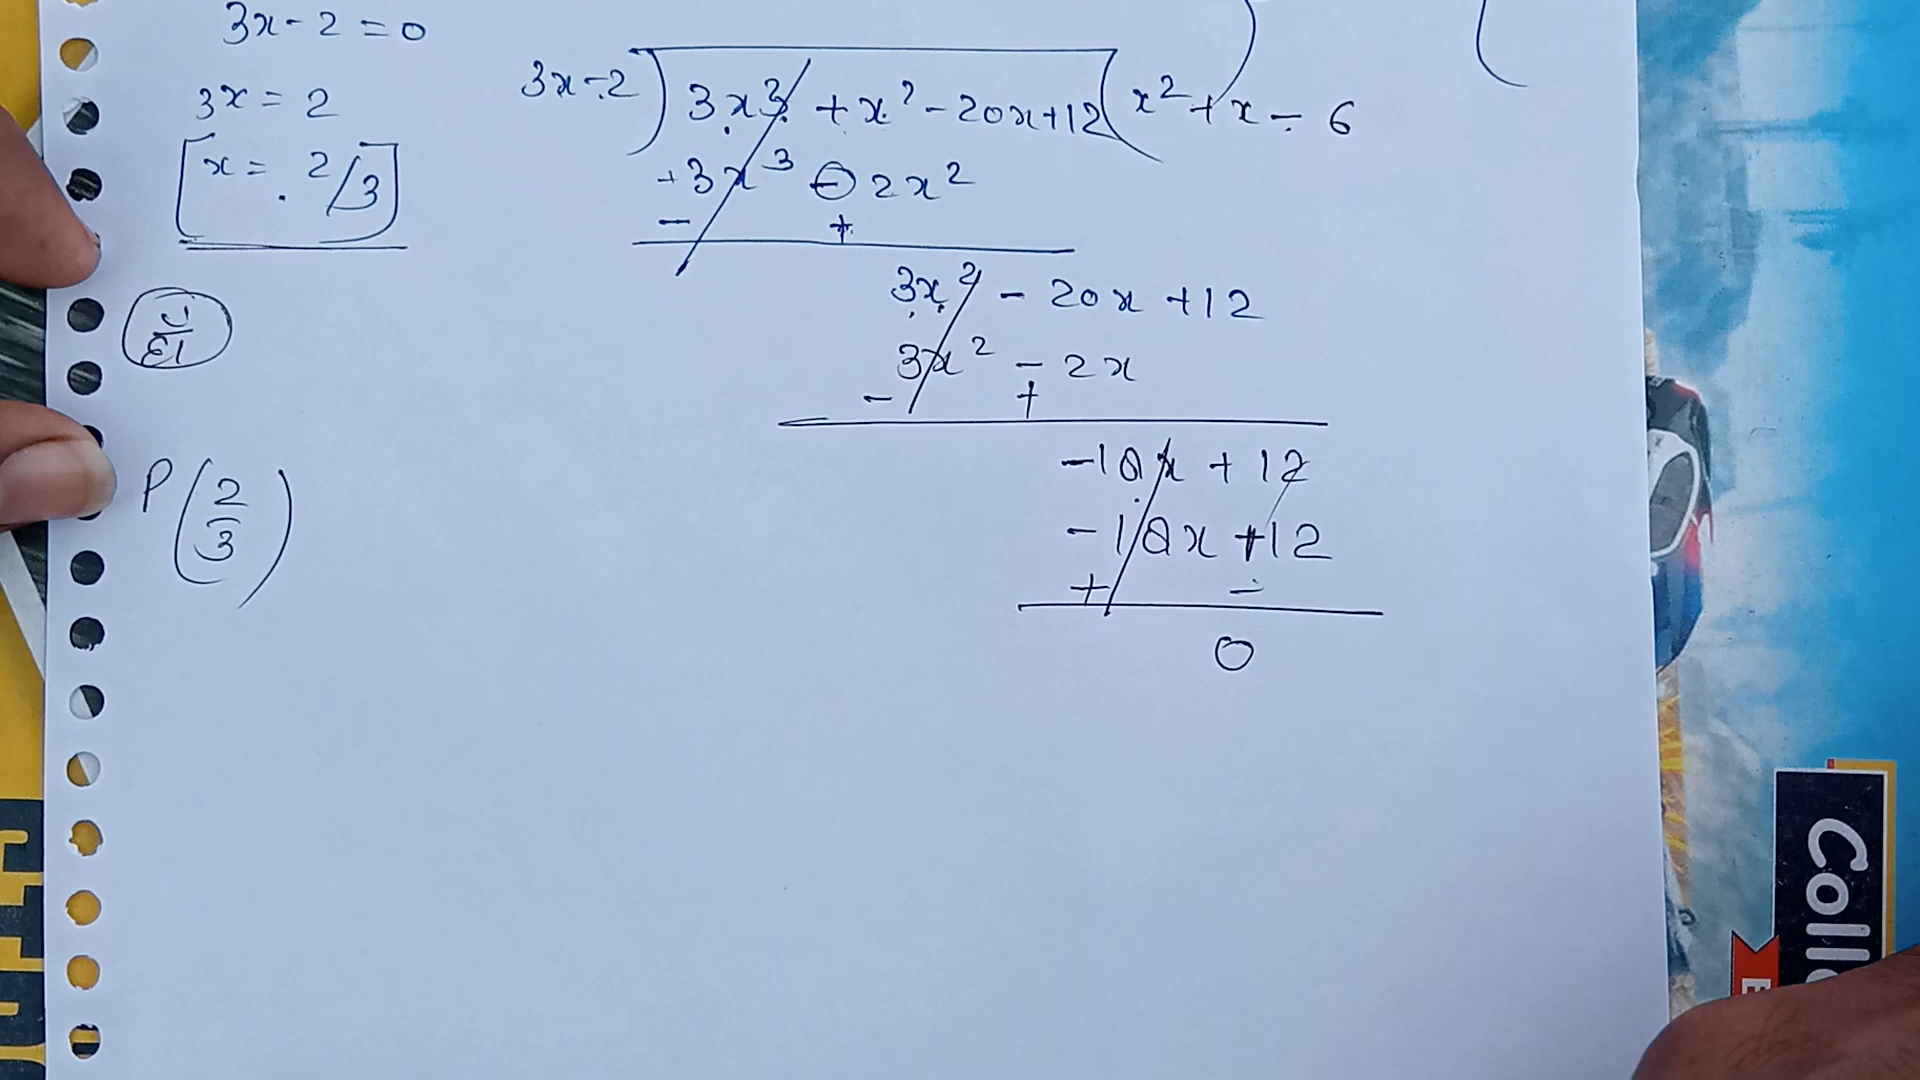 3x - 2 = 0
3x = 2
x = 2/3
P(2/3)
3x-2) 3x³ + x² - 20x+12 (x² + x - 6
+3x³ - 2x²
- +
3x² - 20x +12
3x² - 2x
- +
-18x + 12
-18x +12
+ -
0
Coll